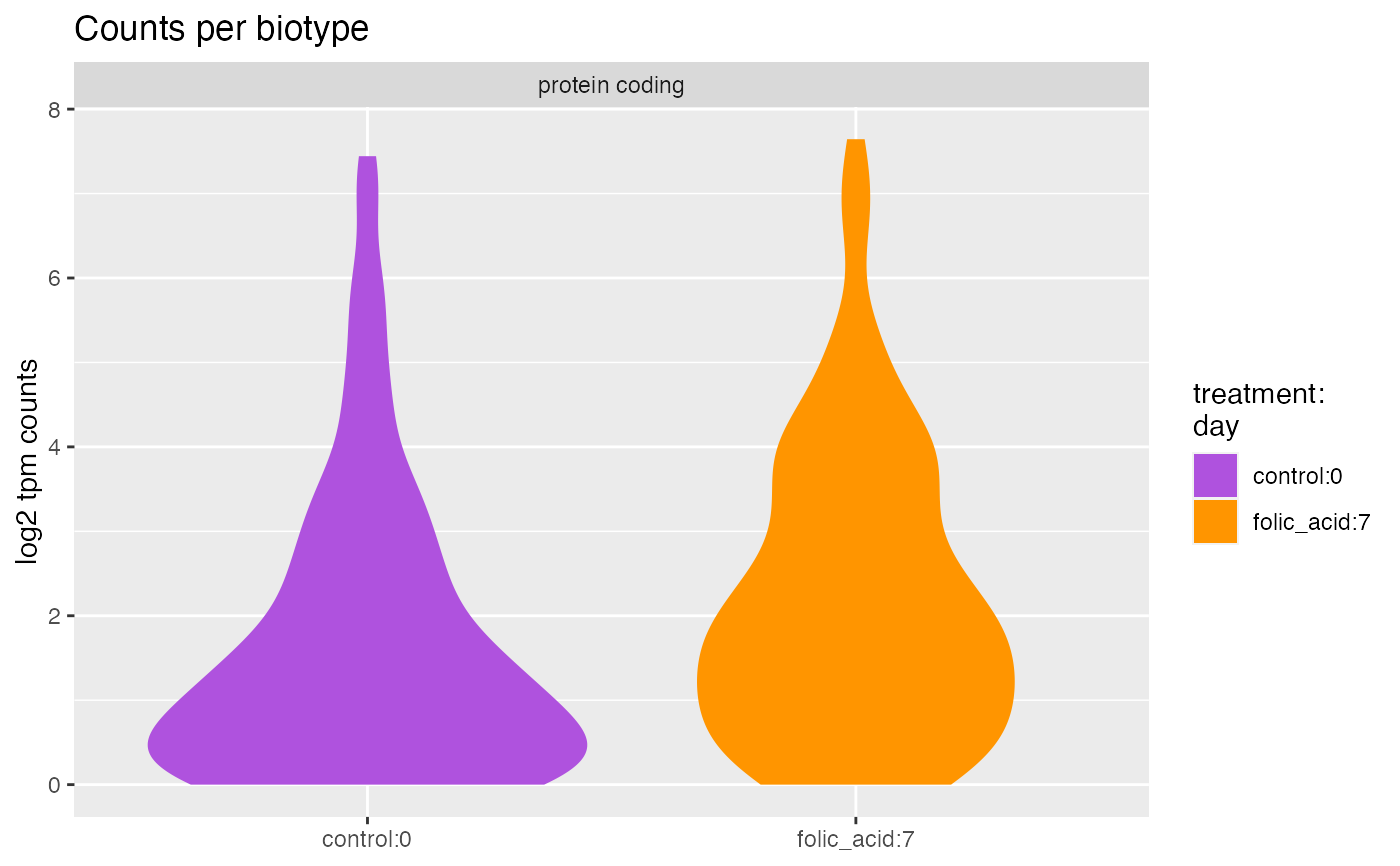 Counts per biotype
protein coding
8
6
4
2
0
log2 tpm counts
control:0
folic_acid:7
treatment:
day
control:0
folic_acid:7